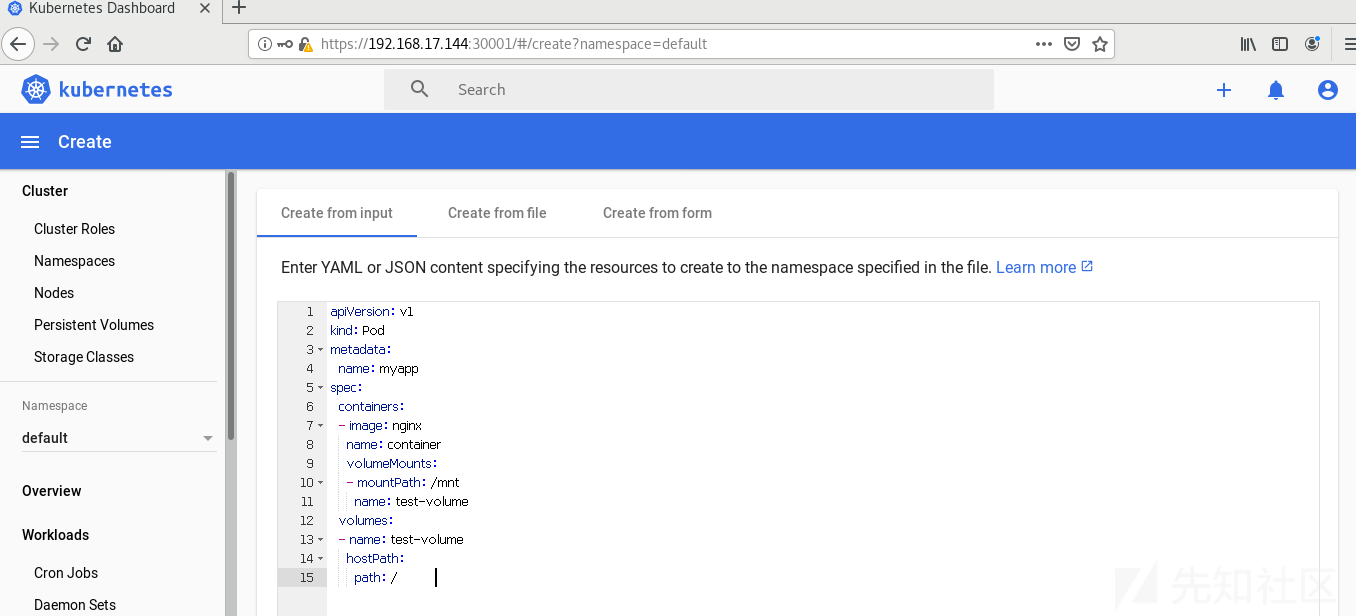 Kubernetes Dashboard
https://192.168.17.144:30001/#/create?namespace=default
kubernetes
Search
Create
Cluster
Cluster Roles
Namespaces
Nodes
Persistent Volumes
Storage Classes
Namespace
default
Overview
Workloads
Cron Jobs
Daemon Sets
Create from input
Create from file
Create from form
Enter YAML or JSON content specifying the resources to create to the namespace specified in the file. Learn more
1 apiVersion: v1
2 kind: Pod
3 metadata:
4 name: myapp
5 spec:
6 containers:
7 - image: nginx
8 name: container
9 volumeMounts:
10 - mountPath: /mnt
11 name: test-volume
12 volumes:
13 - name: test-volume
14 hostPath:
15 path: /
先知社区